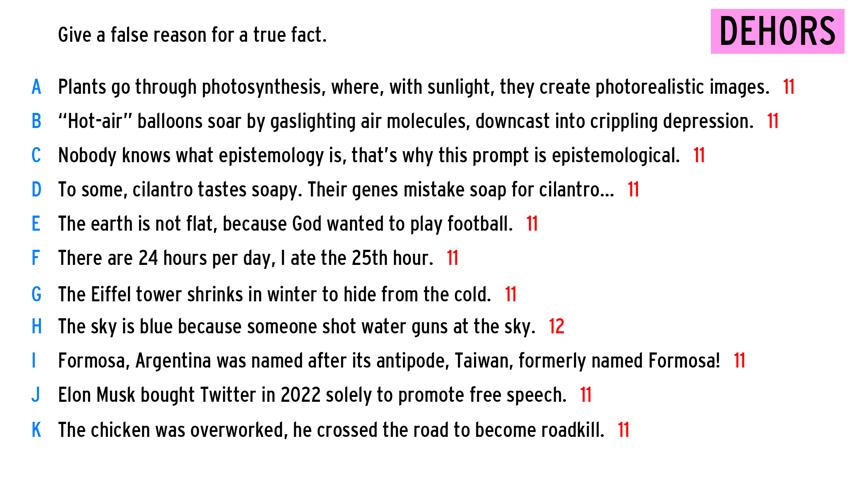 Give a false reason for a true fact.
DEHORS
A Plants go through photosynthesis, where, with sunlight, they create photorealistic images. 11
B “Hot-air” balloons soar by gaslighting air molecules, downcast into crippling depression. 11
C Nobody knows what epistemology is, that’s why this prompt is epistemological. 11
D To some, cilantro tastes soapy. Their genes mistake soap for cilantro... 11
E The earth is not flat, because God wanted to play football. 11
F There are 24 hours per day, I ate the 25th hour. 11
G The Eiffel tower shrinks in winter to hide from the cold. 11
H The sky is blue because someone shot water guns at the sky. 12
I Formosa, Argentina was named after its antipode, Taiwan, formerly named Formosa! 11
J Elon Musk bought Twitter in 2022 solely to promote free speech. 11
K The chicken was overworked, he crossed the road to become roadkill. 11